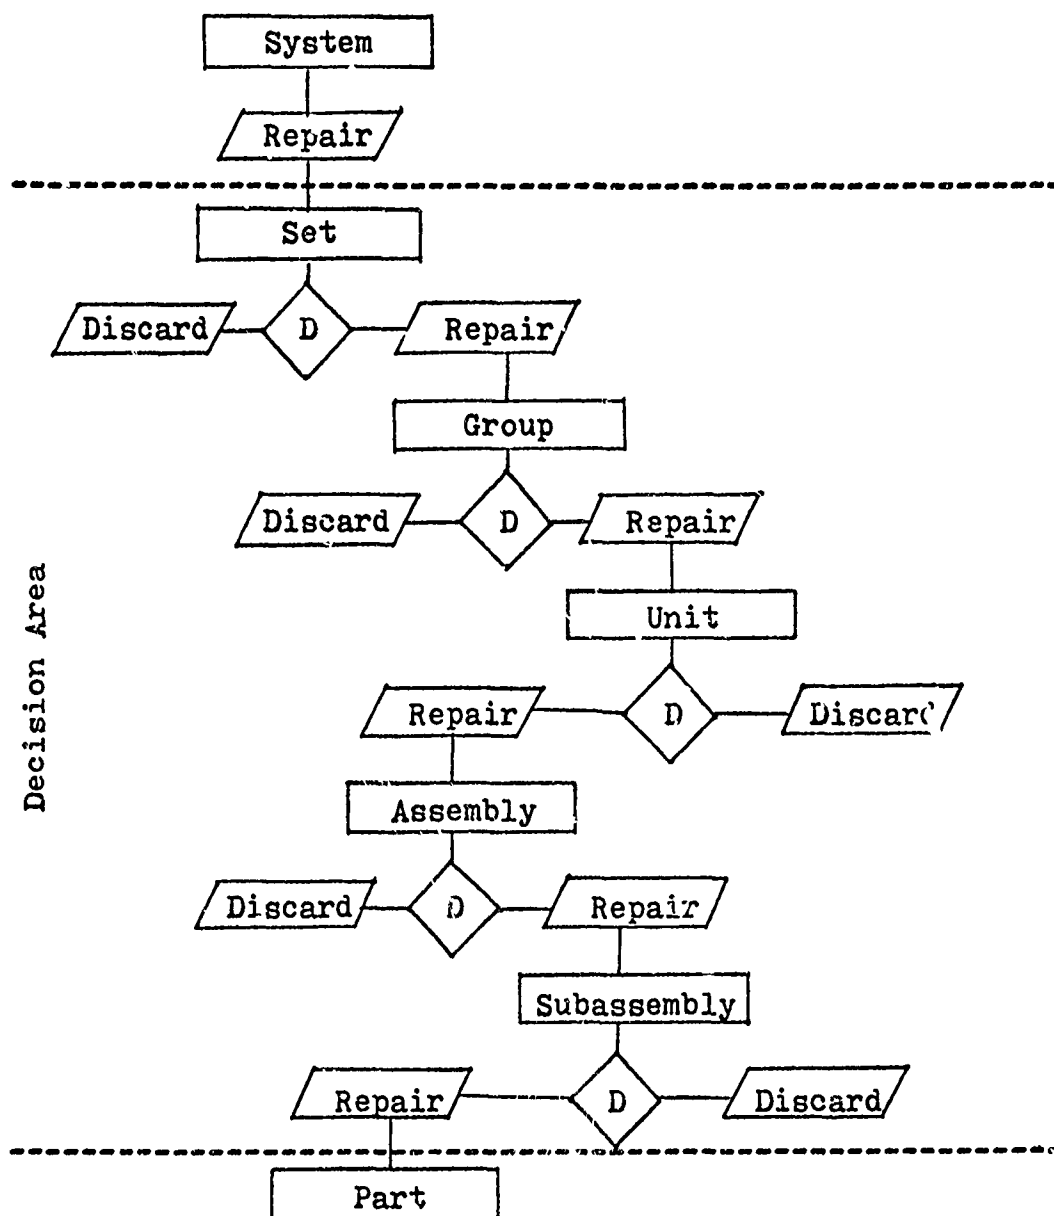 System
Repair
Set
Discard D Repair
Group
Discard D Repair
Unit
Repair D Discard
Decision Area
Assembly
Discard D Repair
Subassembly
Repair D Discard
Part